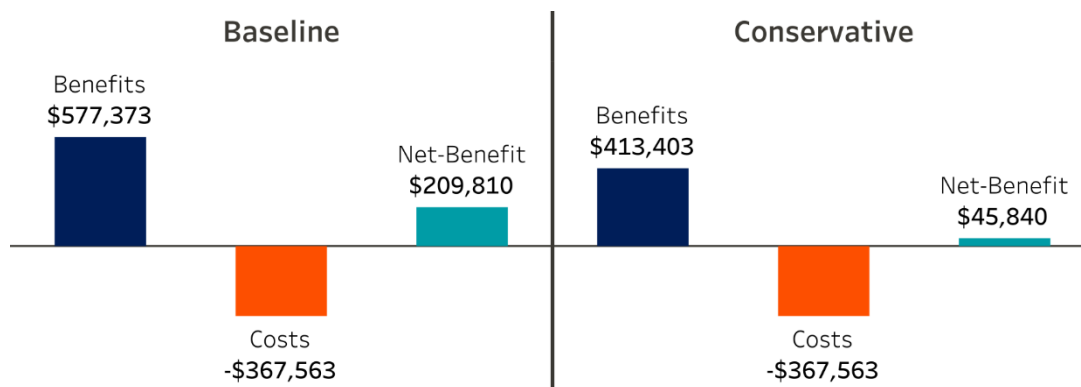 Baseline
Benefits
$577,373
Net-Benefit
$209,810
Costs
-$367,563
Conservative
Benefits
$413,403
Net-Benefit
$45,840
Costs
-$367,563